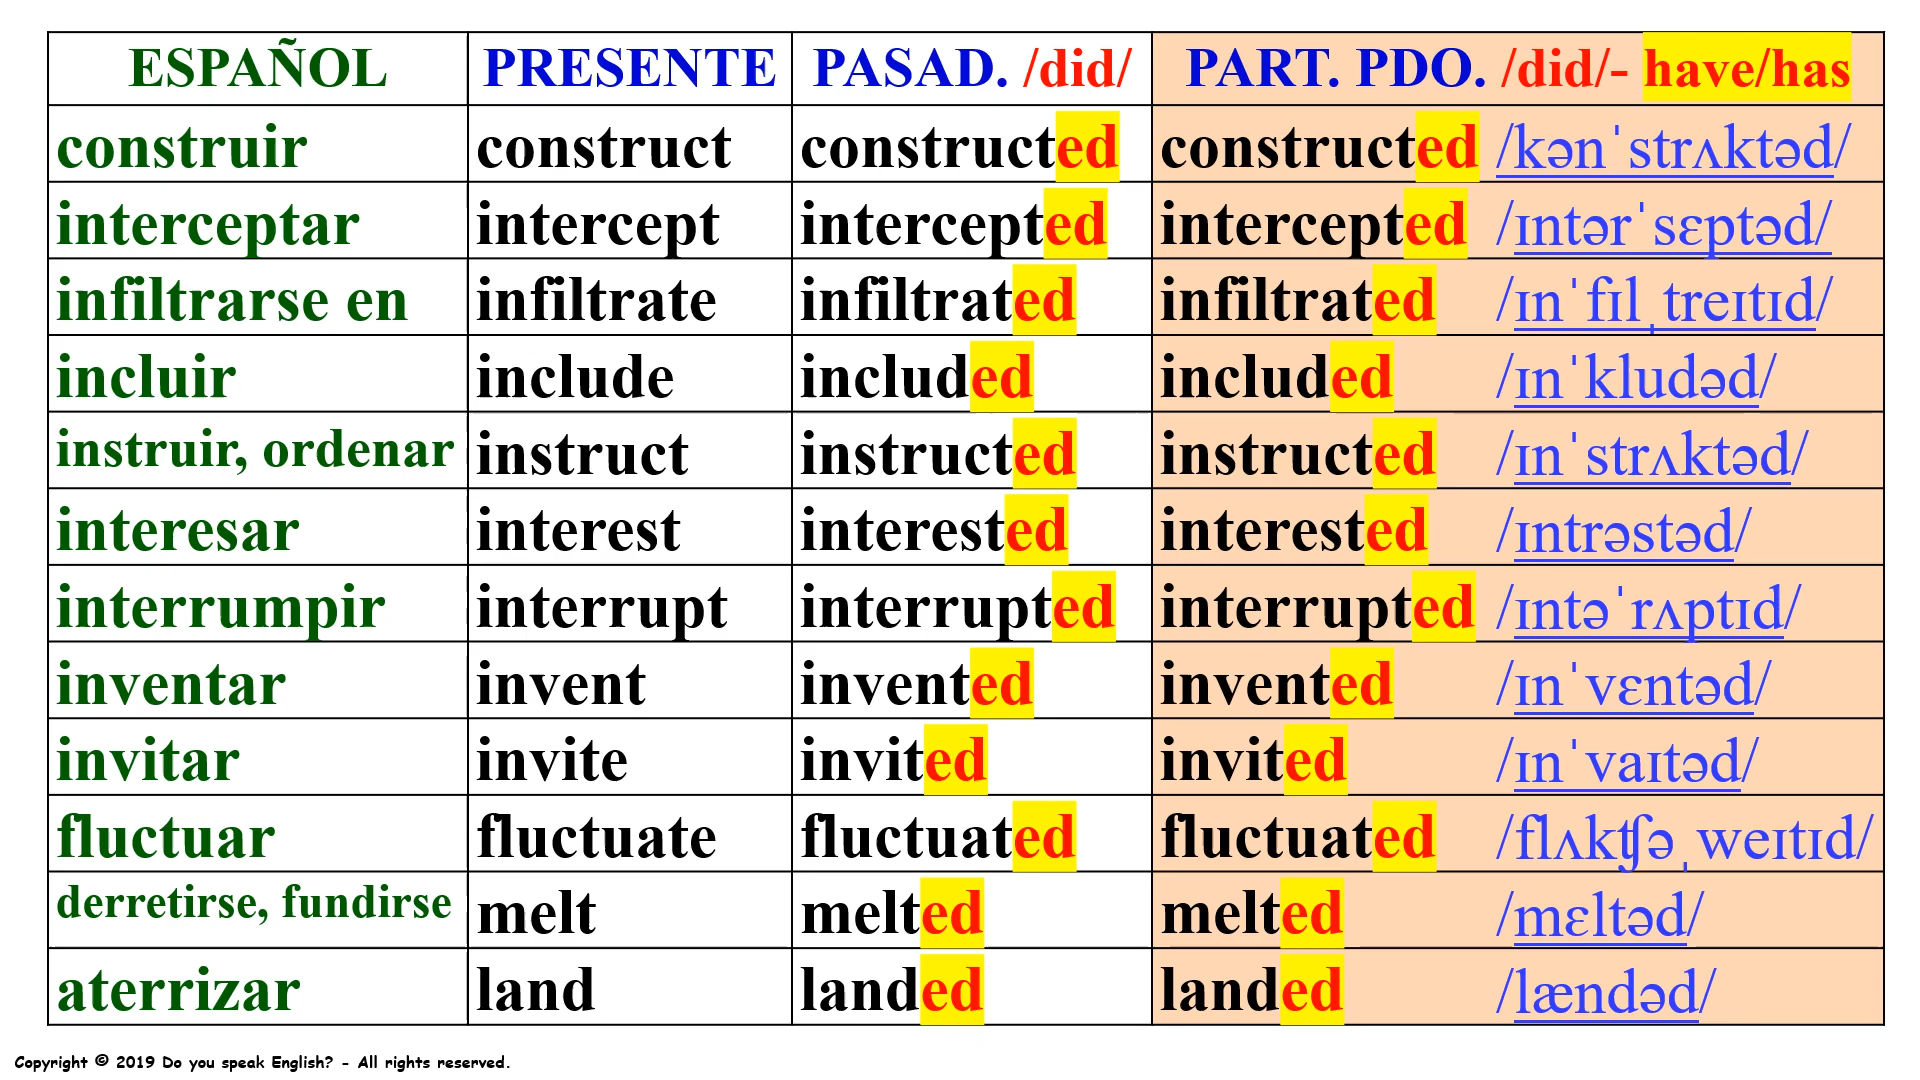 ESPAÑOL PRESENTE PASAD. /did/ PART. PDO. /did/- have/has
construir construct constructed constructed /kənˈstrʌktəd/
interceptar intercept intercepted intercepted /ɪntərˈsɛptəd/
infiltrarse en infiltrate infiltrated infiltrated /ɪnˈfɪlˌtreɪtɪd/
incluir include included included /ɪnˈkludəd/
instruir, ordenar instruct instructed instructed /ɪnˈstrʌktəd/
interesar interest interested interested /ɪntrəstəd/
interrumpir interrupt interrupted interrupted /ɪntəˈrʌptɪd/
inventar invent invented invented /ɪnˈvɛntəd/
invitar invite invited invited /ɪnˈvaɪtəd/
fluctuar fluctuate fluctuated fluctuated /flʌkʧəˌweɪtɪd/
derretirse, fundirse melt melted melted /mɛltəd/
aterrizar land landed landed /lændəd/
Copyright © 2019 Do you speak English? - All rights reserved.